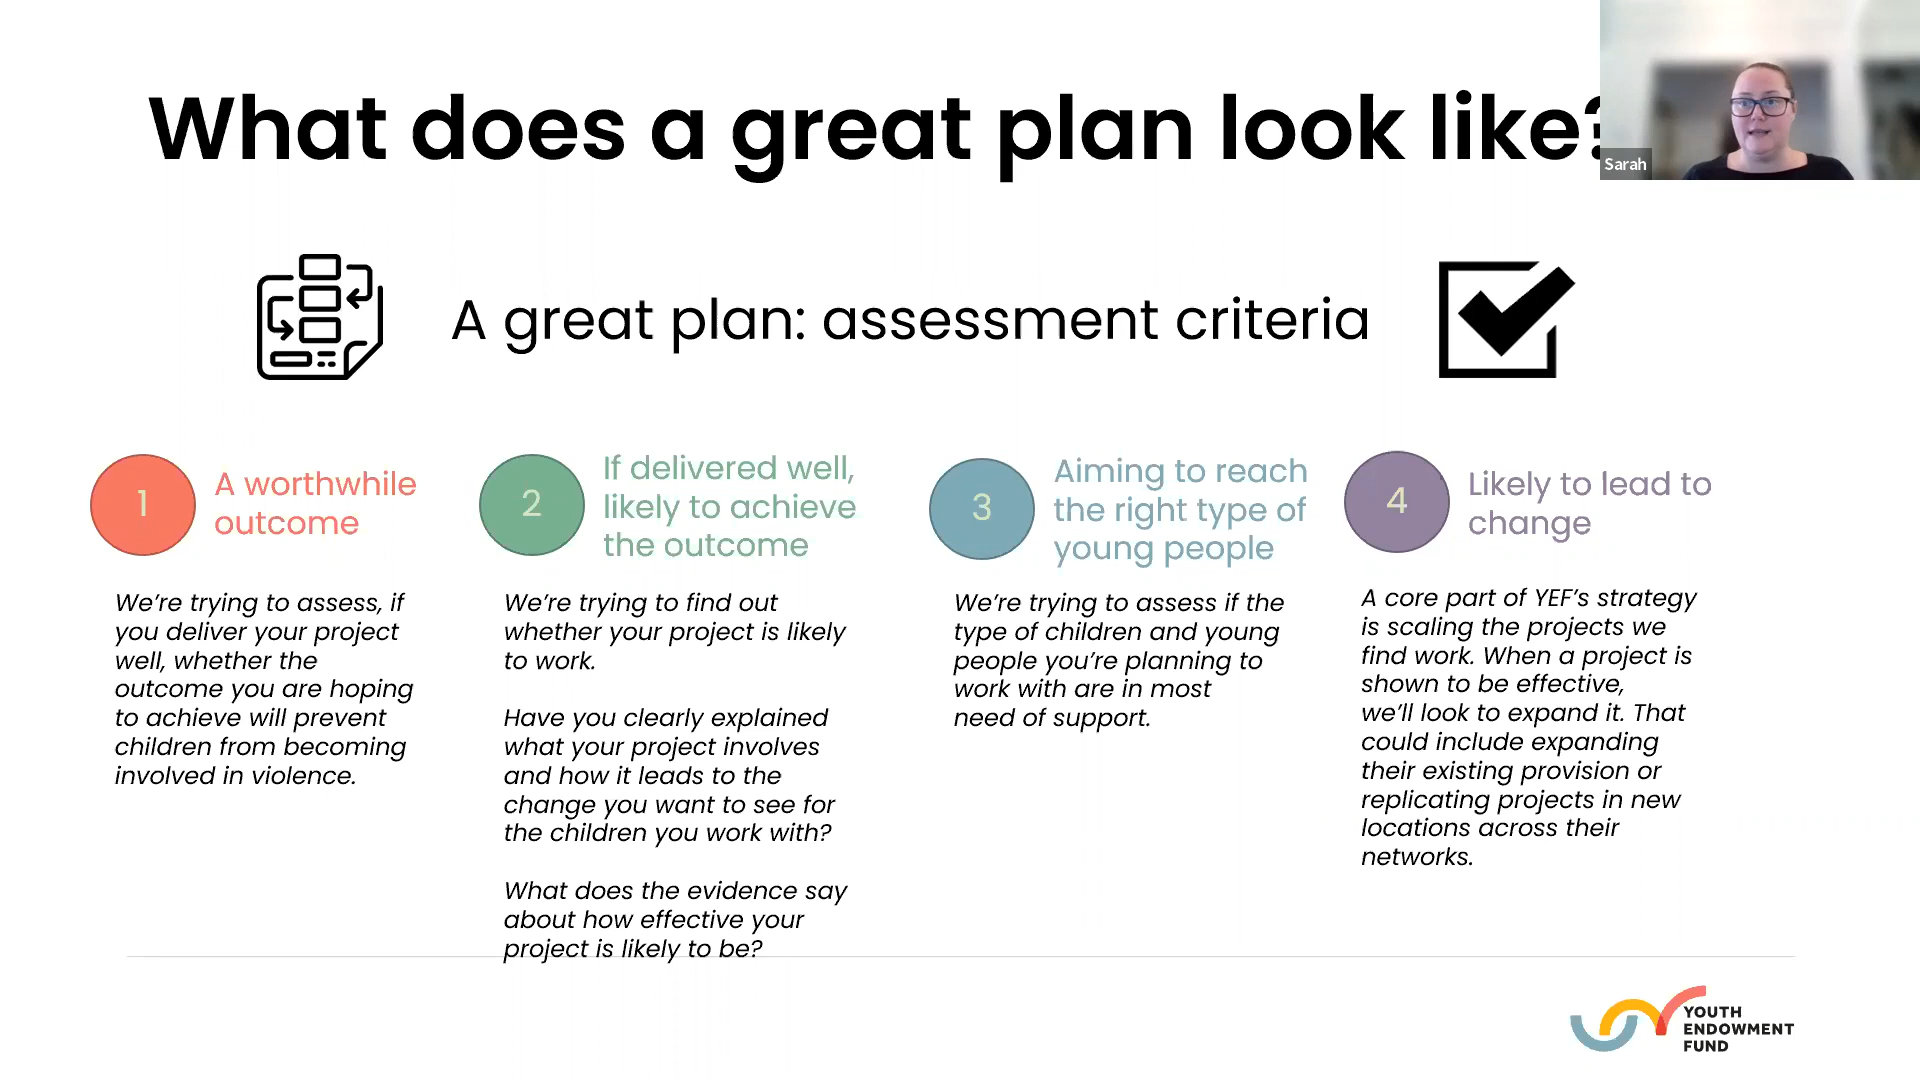 What does a great plan look like?
Sarah
A great plan: assessment criteria
1
A worthwhile
outcome
We're trying to assess, if
you deliver your project
well, whether the
outcome you are hoping
to achieve will prevent
children from becoming
involved in violence.
2
If delivered well,
likely to achieve
the outcome
We're trying to find out
whether your project is likely
to work.
Have you clearly explained
what your project involves
and how it leads to the
change you want to see for
the children you work with?
What does the evidence say
about how effective your
project is likely to be?
3
Aiming to reach
the right type of
young people
We're trying to assess if the
type of children and young
people you're planning to
work with are in most
need of support.
4
Likely to lead to
change
A core part of YEF's strategy
is scaling the projects we
find work. When a project is
shown to be effective,
we'll look to expand it. That
could include expanding
their existing provision or
replicating projects in new
locations across their
networks.
YOUTH
ENDOWMENT
FUND